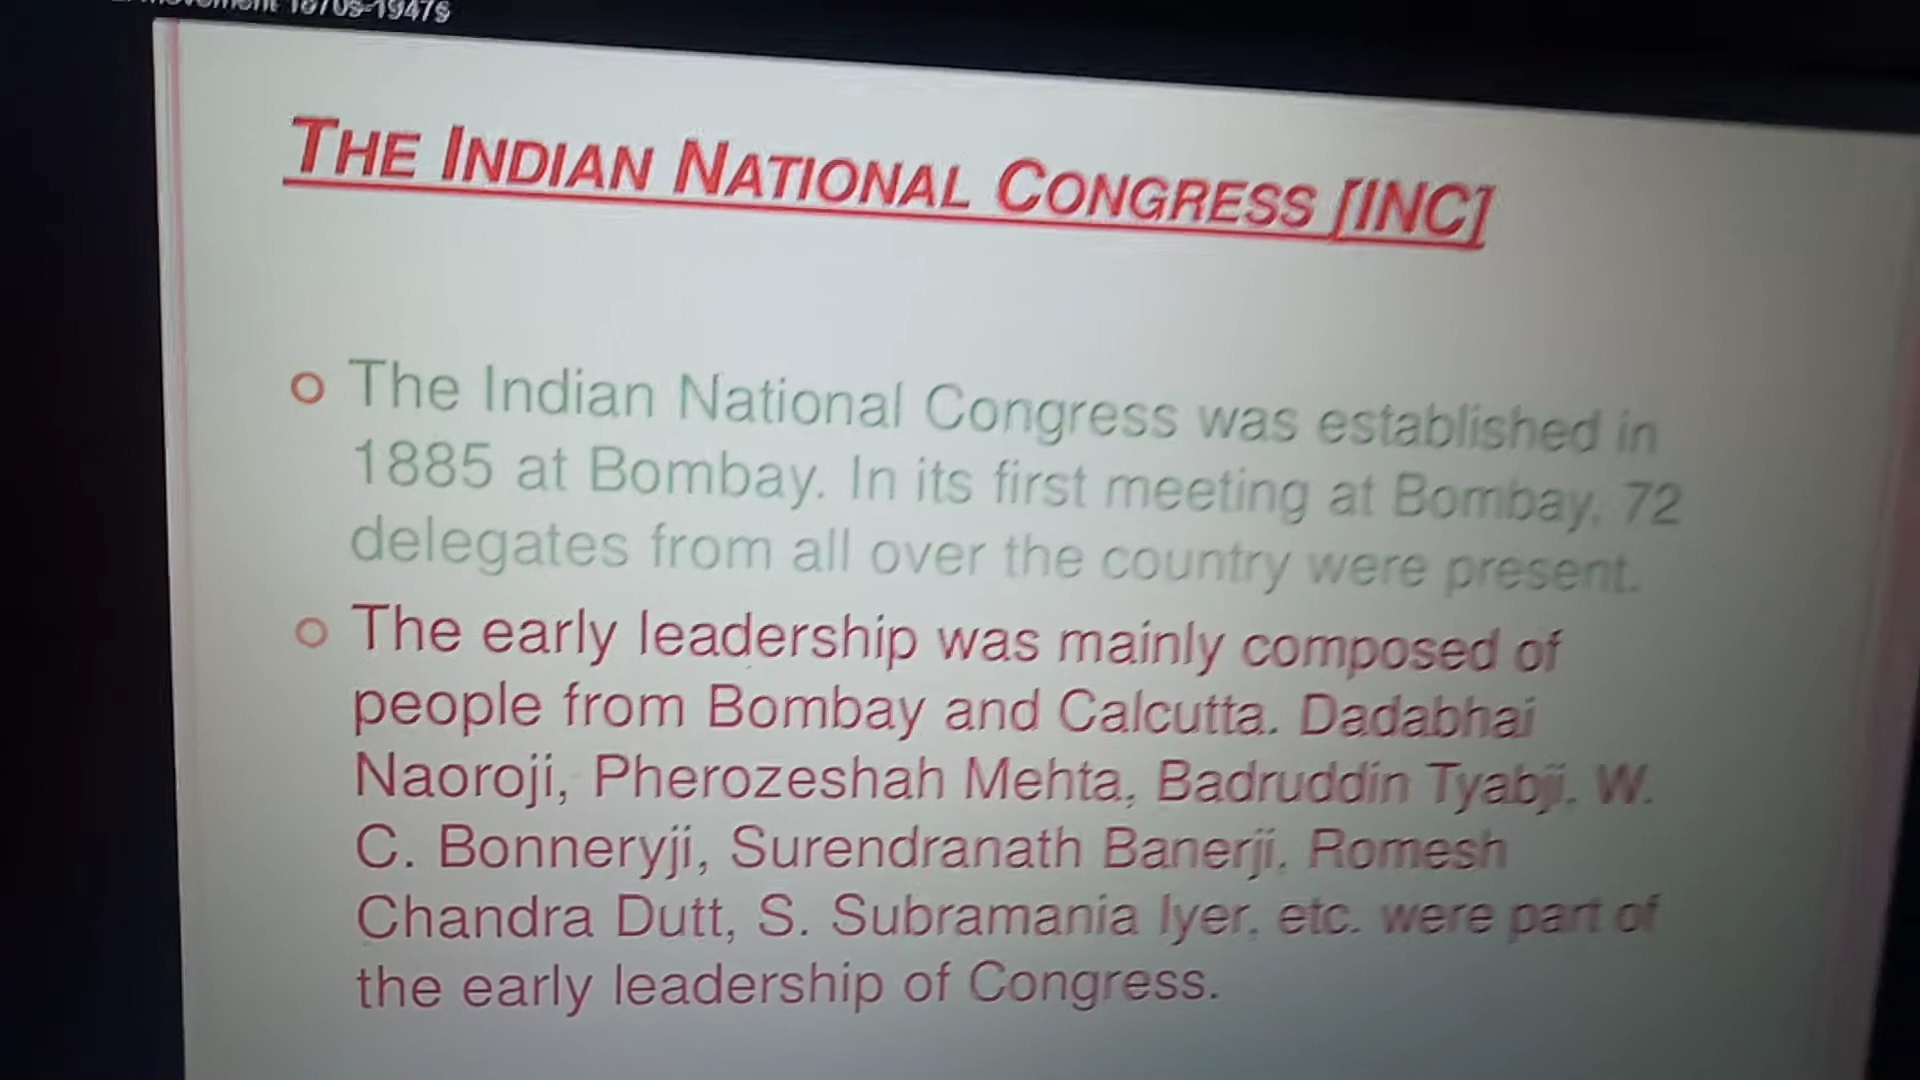 1870s-1947s
THE INDIAN NATIONAL CONGRESS [INC]
The Indian National Congress was established in
1885 at Bombay. In its first meeting at Bombay, 72
delegates from all over the country were present.
The early leadership was mainly composed of
people from Bombay and Calcutta. Dadabhai
Naoroji, Pherozeshah Mehta, Badruddin Tyabji, W.
C. Bonneryji, Surendranath Banerji, Romesh
Chandra Dutt, S. Subramania Iyer, etc. were part of
the early leadership of Congress.